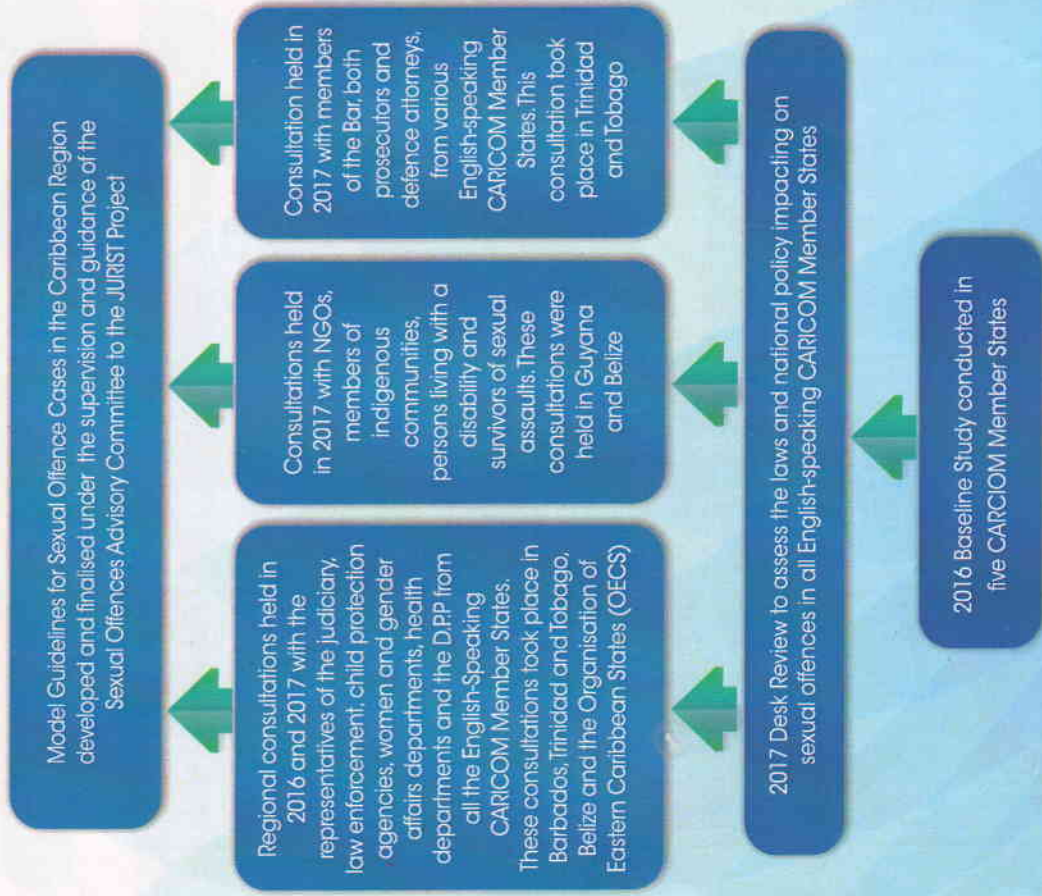 Model Guidelines for Sexual Offence Cases in the Caribbean Region
developed and finalised under the supervision and guidance of the
Sexual Offences Advisory Committee to the JURIST Project
Regional consultations held in
2016 and 2017 with the
representatives of the judiciary,
law enforcement, child protection
agencies, women and gender
affairs departments, health
departments and the DPP from
all the English-Speaking
CARICOM Member States.
These consultations took place in
Barbados, Trinidad and Tobago,
Belize and the Organisation of
Eastern Caribbean States (OECS)
Consultations held
in 2017 with NGOs,
members of
indigenous
communities,
persons living with a
disability and
survivors of sexual
assaults. These
consultations were
held in Guyana
and Belize
Consultation held in
2017 with members
of the Bar, both
prosecutors and
defence attorneys,
from various
English-speaking
CARICOM Member
States. This
consultation took
place in Trinidad
and Tobago
2017 Desk Review to assess the laws and national policy impacting on
sexual offences in all English-speaking CARICOM Member States
2016 Baseline Study conducted in
five CARCIOM Member States